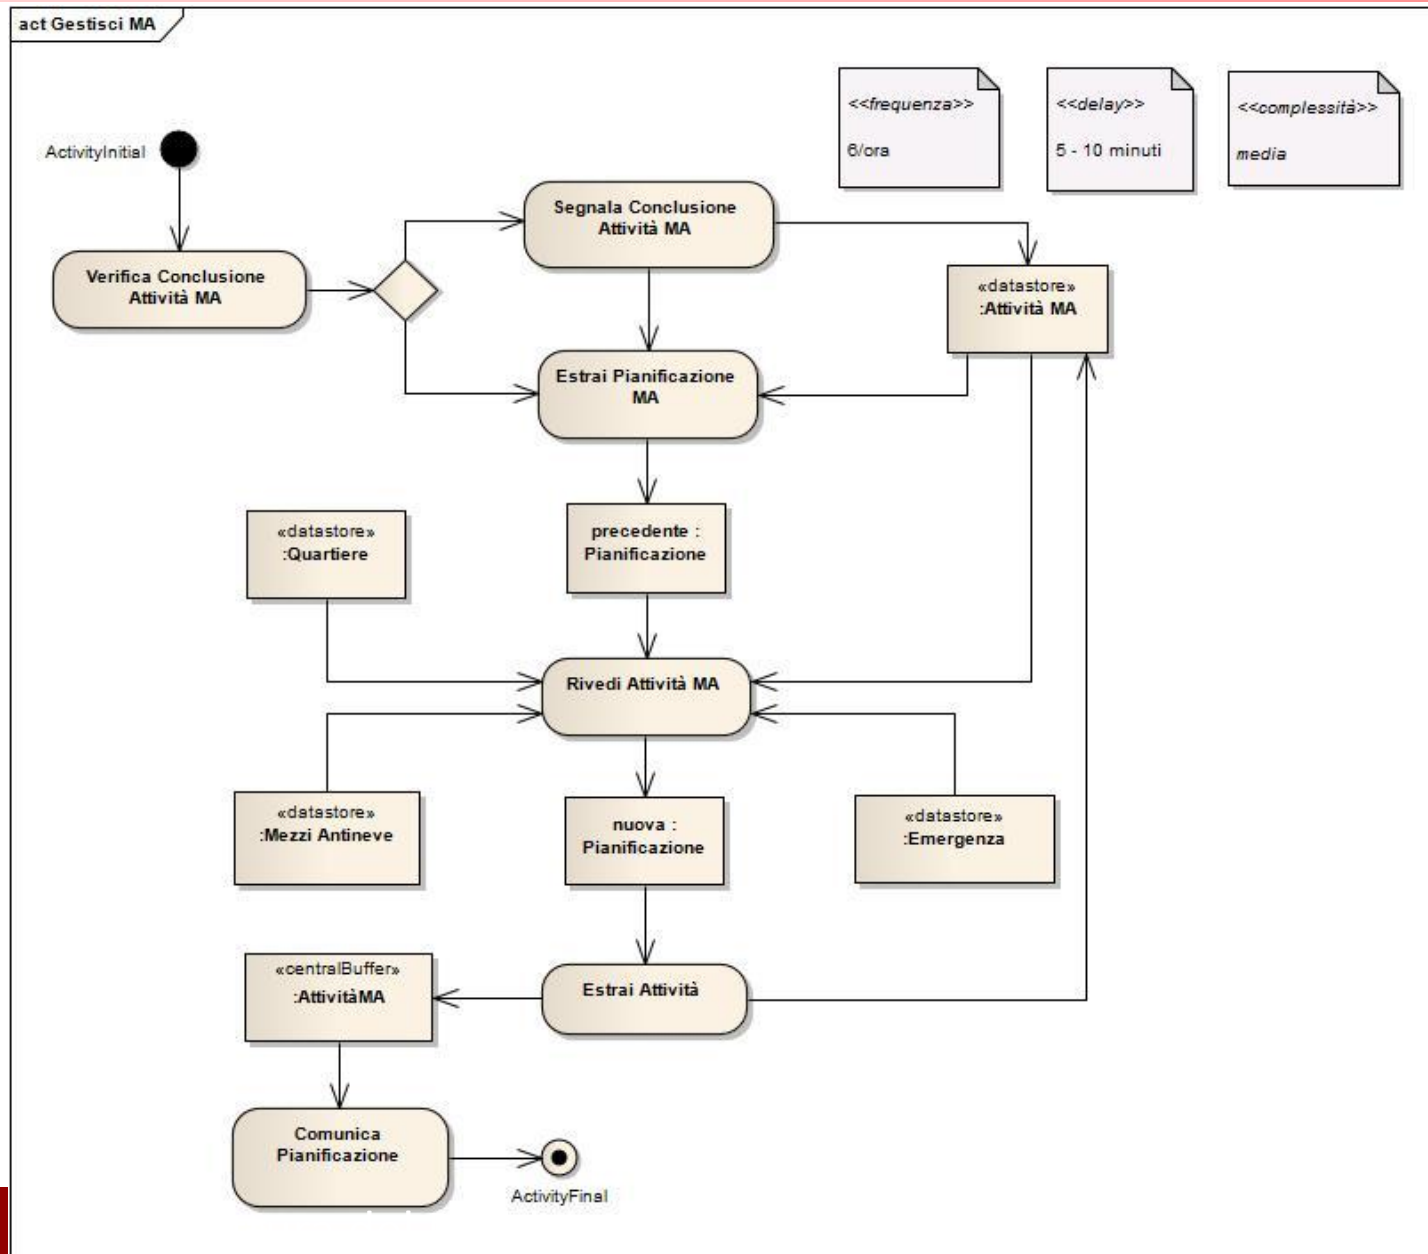 act Gestisci MA
<<frequenza>>
6/ora
<<delay>>
5 - 10 minuti
<<complessità>>
media
ActivityInitial
Verifica Conclusione
Attività MA
Segnala Conclusione
Attività MA
«datastore»
:Attività MA
Estrai Pianificazione
MA
«datastore»
:Quartiere
precedente :
Pianificazione
Rivedi Attività MA
«datastore»
:Mezzi Antineve
nuova :
Pianificazione
«datastore»
:Emergenza
«centralBuffer»
:AttivitàMA
Estrai Attività
Comunica
Pianificazione
ActivityFinal